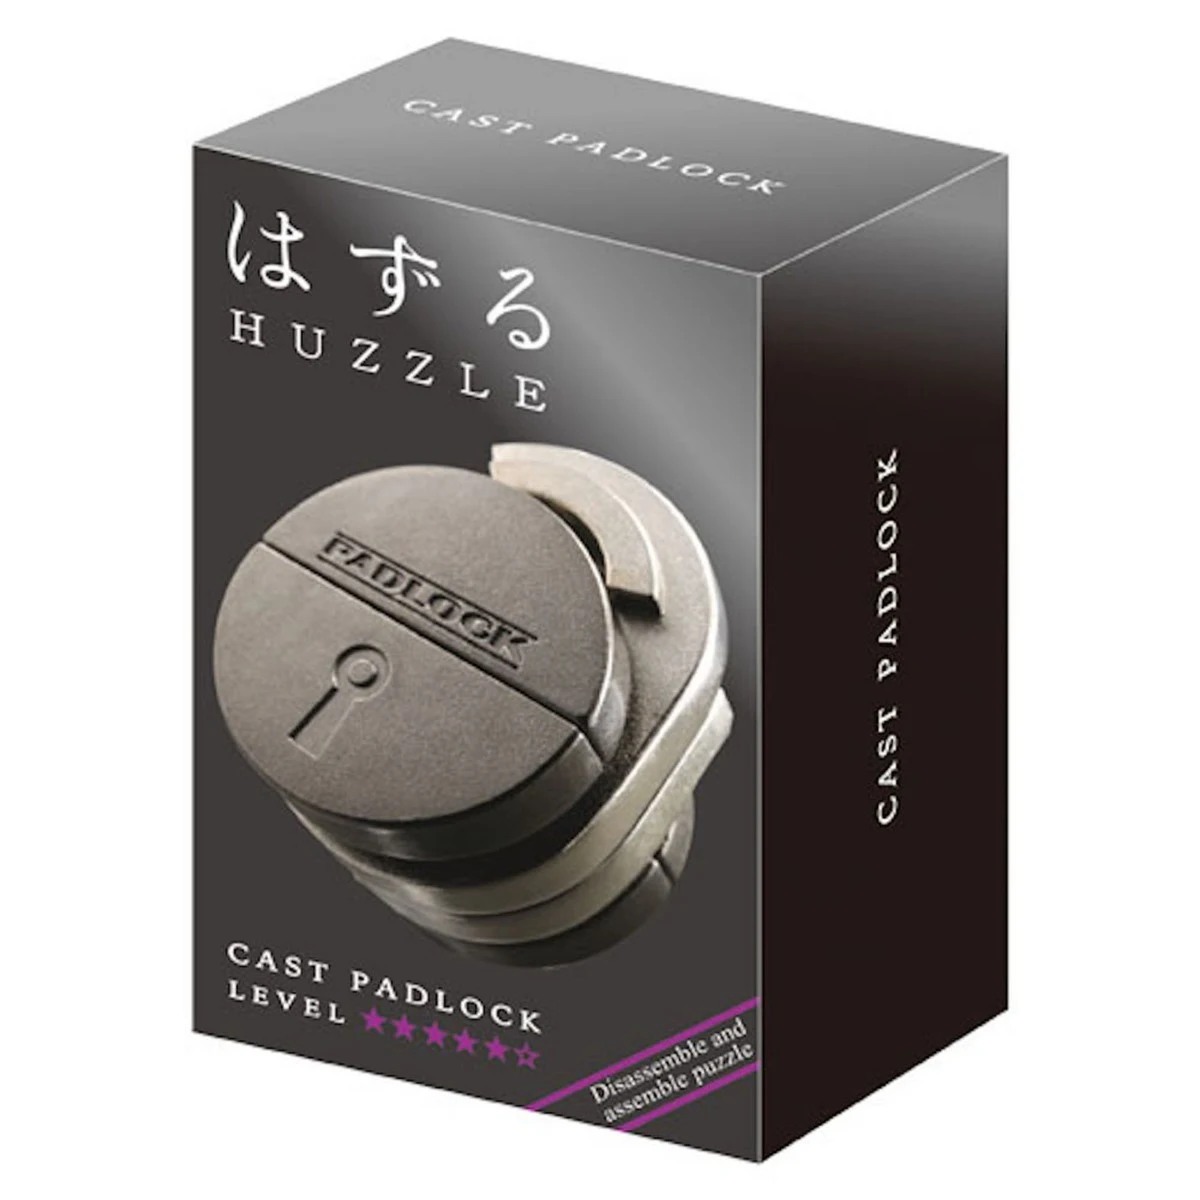 CAST PADLOCK
はずる
HUZZLE
PADLOCK
CAST PADLOCK
LEVEL ★★★★★☆
Disassemble and
assemble puzzle
CAST PADLOCK